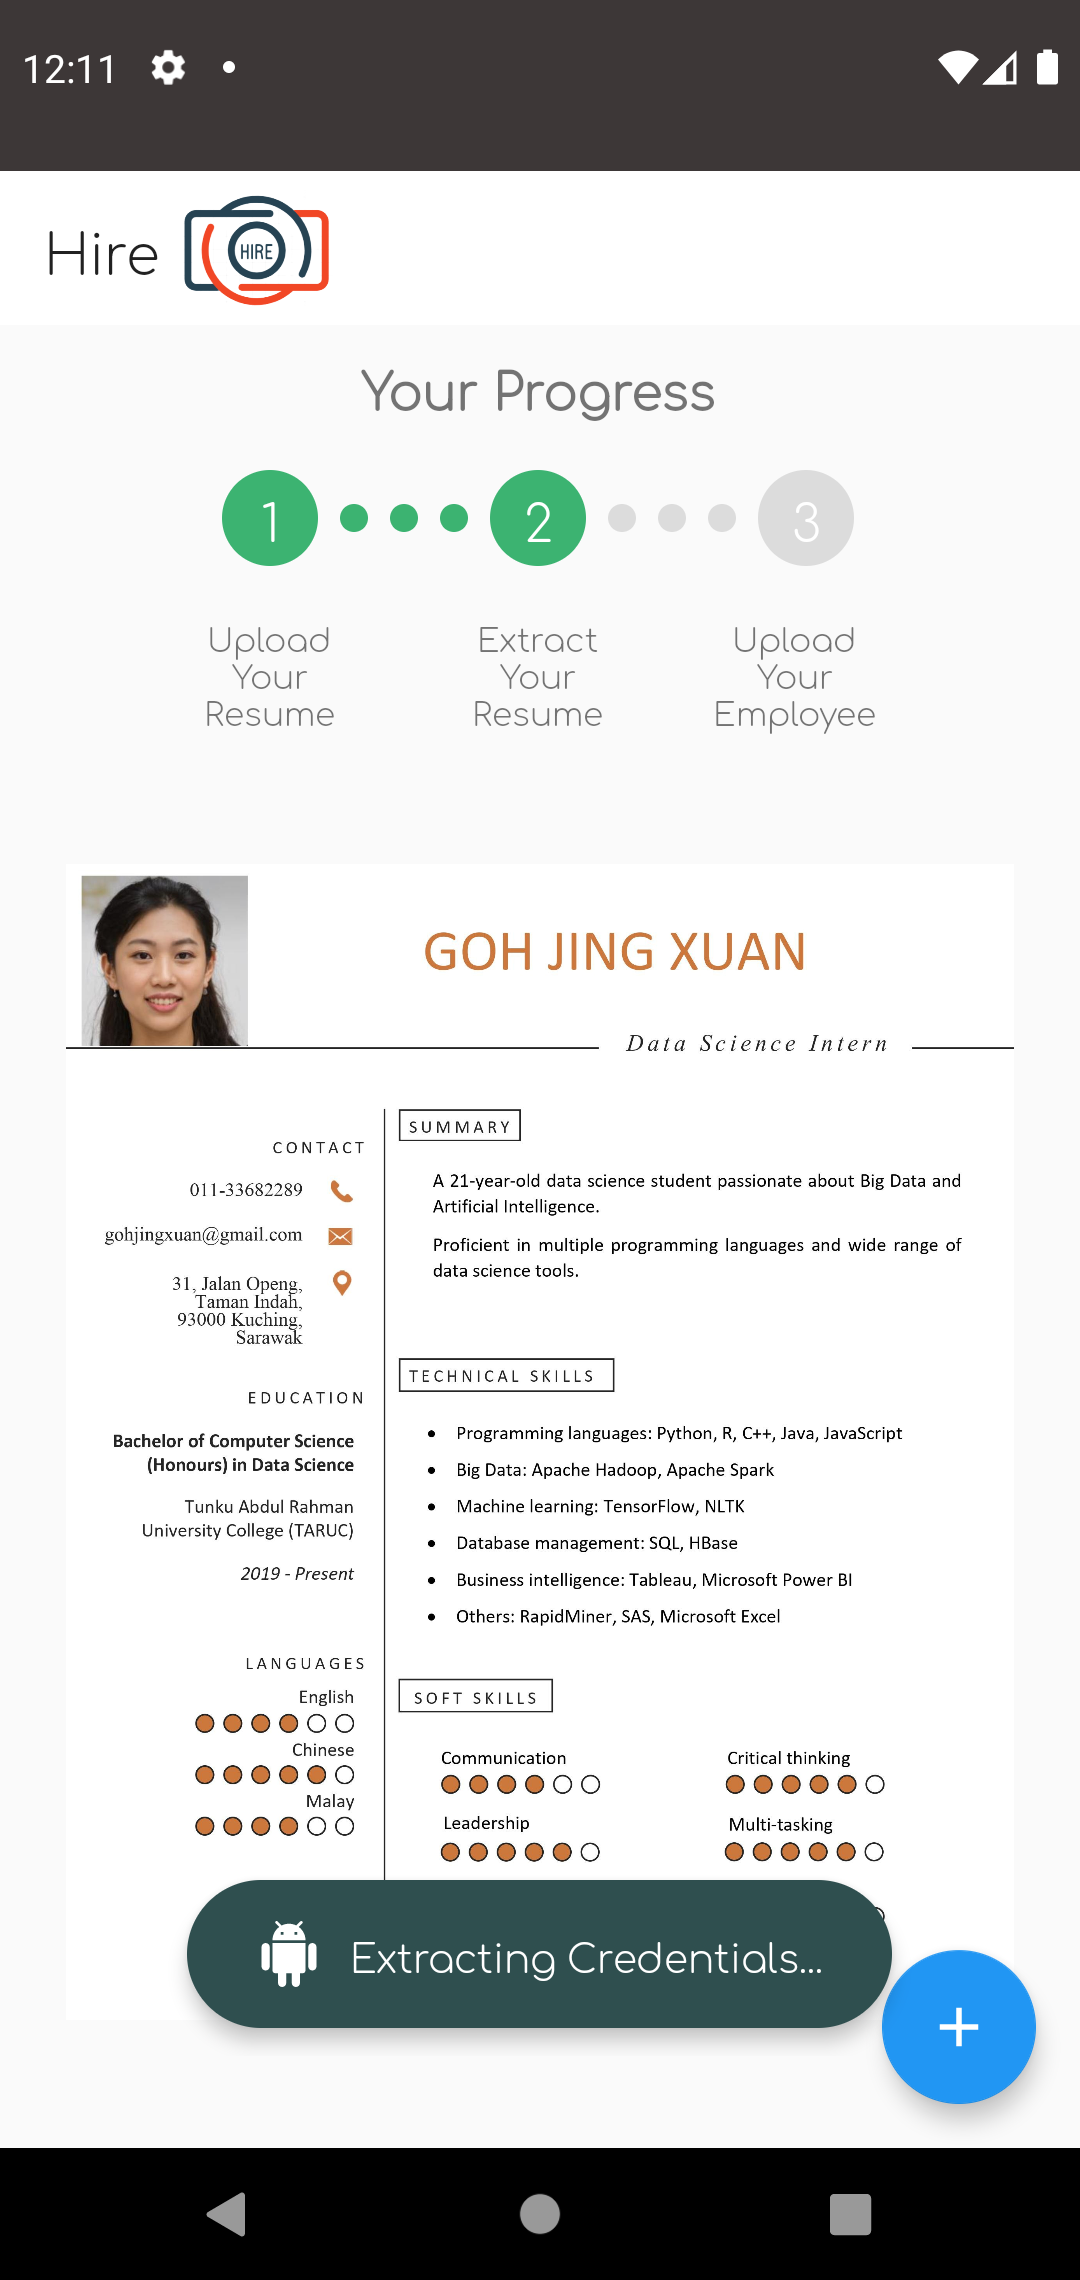 12:11
Hire
HIRE
Your Progress
1
2
3
Upload
Your
Resume
Extract
Your
Resume
Upload
Your
Employee
GOH JING XUAN
Data Science Intern
CONTACT
011-33682289
gohjingxuan@gmail.com
31, Jalan Openg,
Taman Indah,
93000 Kuching,
Sarawak
EDUCATION
Bachelor of Computer Science
(Honours) in Data Science
Tunku Abdul Rahman
University College (TARUC)
2019 - Present
LANGUAGES
English
Chinese
Malay
SUMMARY
A 21-year-old data science student passionate about Big Data and
Artificial Intelligence.
Proficient in multiple programming languages and wide range of
data science tools.
TECHNICAL SKILLS
• Programming languages: Python, R, C++, Java, JavaScript
• Big Data: Apache Hadoop, Apache Spark
• Machine learning: TensorFlow, NLTK
• Database management: SQL, HBase
• Business intelligence: Tableau, Microsoft Power BI
• Others: RapidMiner, SAS, Microsoft Excel
SOFT SKILLS
Communication
Critical thinking
Leadership
Multi-tasking
Extracting Credentials...
+